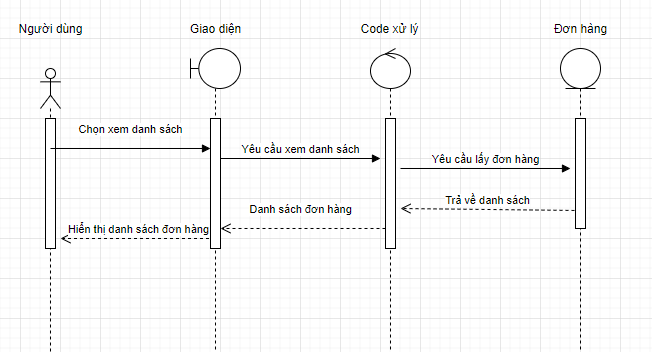 Người dùng
Giao diện
Code xử lý
Đơn hàng
Chọn xem danh sách
Yêu cầu xem danh sách
Yêu cầu lấy đơn hàng
Trả về danh sách
Danh sách đơn hàng
Hiển thị danh sách đơn hàng